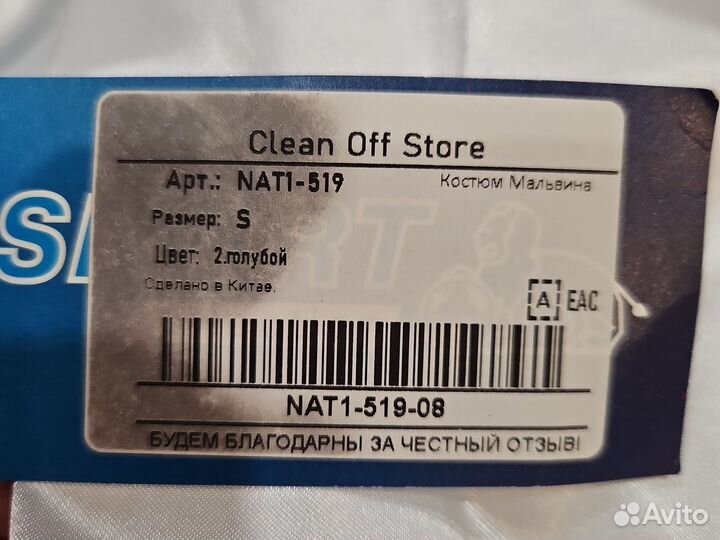 Clean Off Store
Арт.: NAT1-519
Костюм Мальвина
Размер: S
Цвет: 2.голубой
Сделано в Китае.
A EAC
NAT1-519-08
БУДЕМ БЛАГОДАРНЫ ЗА ЧЕСТНЫЙ ОТЗЫВ!
Avito